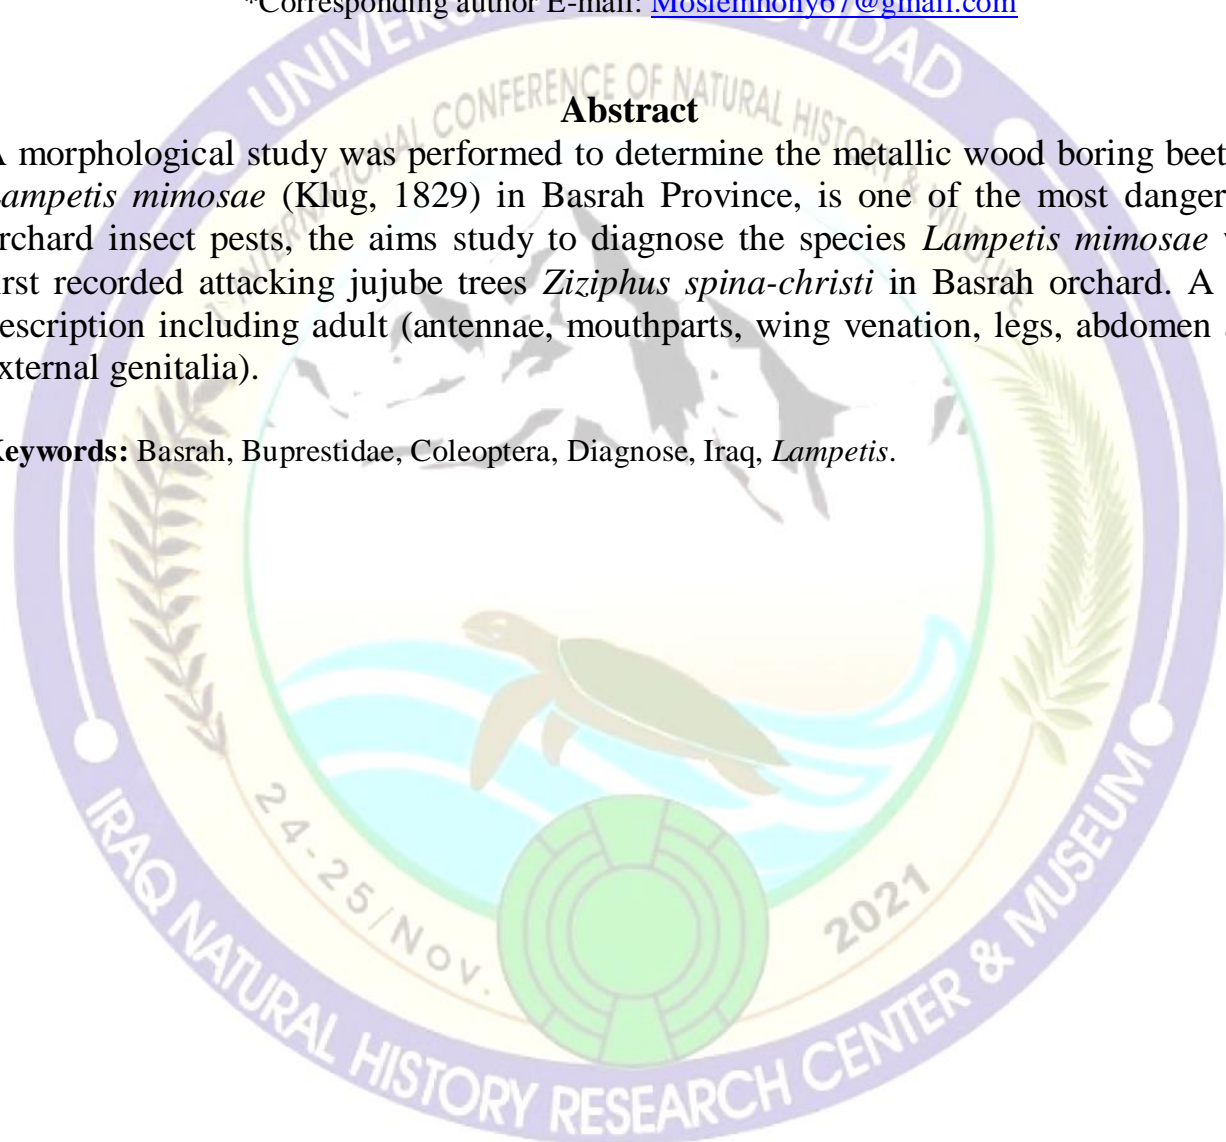 *Corresponding author E-mail: Moslemhony67@gmail.com
Abstract
A morphological study was performed to determine the metallic wood boring beet
Lampetis mimosae (Klug, 1829) in Basrah Province, is one of the most danger
rchard insect pests, the aims study to diagnose the species Lampetis mimosae
irst recorded attacking jujube trees Ziziphus spina-christi in Basrah orchard. A
escription including adult (antennae, mouthparts, wing venation, legs, abdomen
xternal genitalia).
Keywords: Basrah, Buprestidae, Coleoptera, Diagnose, Iraq, Lampetis.
CONFERENCE OF NATURAL HISTORY & WILDLIFE
24-25/Nov. 2021
IRAQ NATURAL HISTORY RESEARCH CENTER & MUSEUM